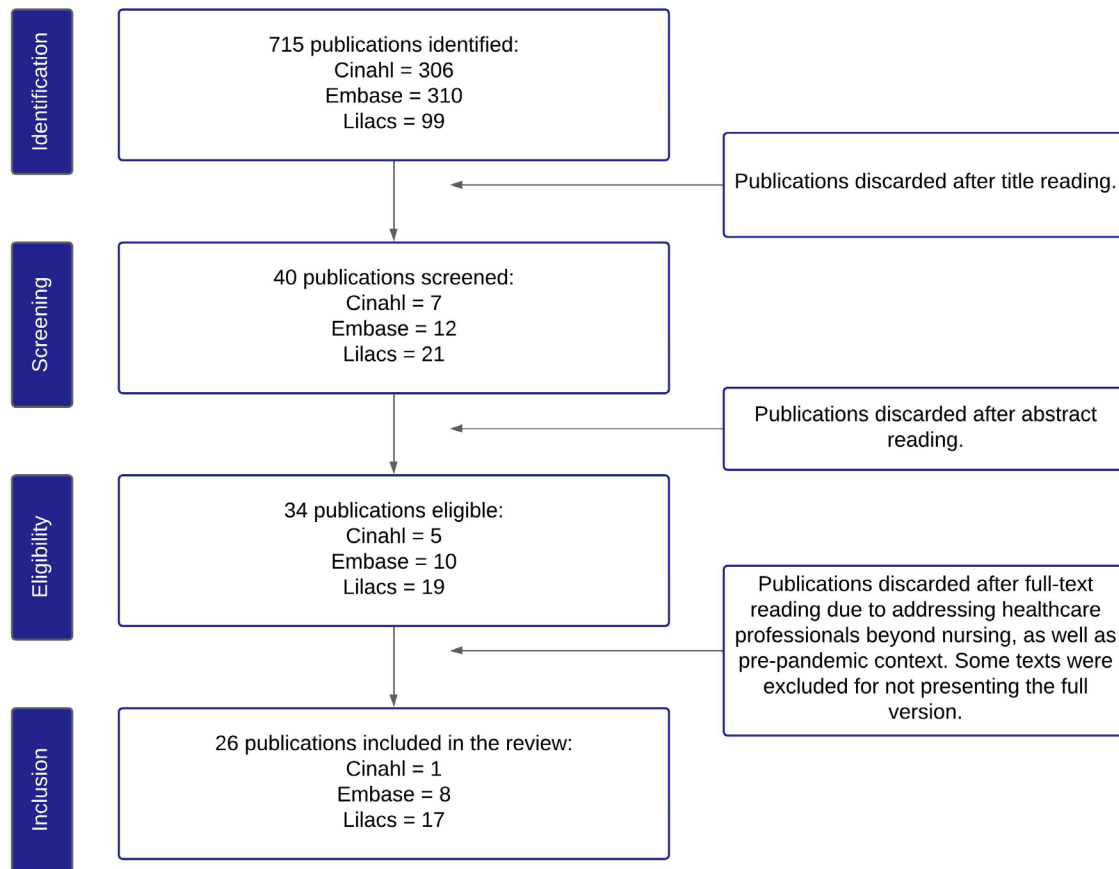 Identification
715 publications identified:
Cinahl = 306
Embase = 310
Lilacs = 99
Publications discarded after title reading.
Screening
40 publications screened:
Cinahl = 7
Embase = 12
Lilacs = 21
Publications discarded after abstract
reading.
Eligibility
34 publications eligible:
Cinahl = 5
Embase = 10
Lilacs = 19
Publications discarded after full-text
reading due to addressing healthcare
professionals beyond nursing, as well as
pre-pandemic context. Some texts were
excluded for not presenting the full
version.
Inclusion
26 publications included in the review:
Cinahl = 1
Embase = 8
Lilacs = 17